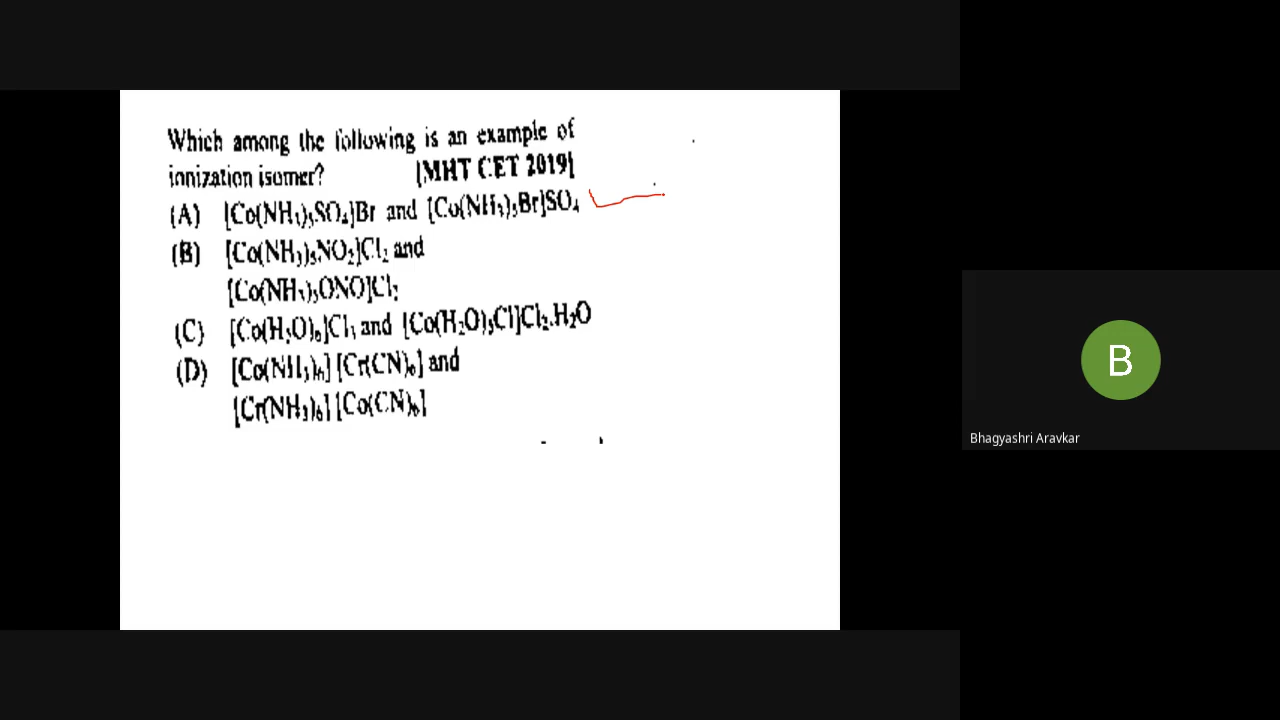 Which among the following is an example of
ionization isomer? [MHT CET 2019]
(A) [Co(NH₃)₅SO₄]Br and [Co(NH₃)₅Br]SO₄
(B) [Co(NH₃)₅NO₂]Cl₂ and
[Co(NH₃)₅ONO]Cl₂
(C) [Co(H₂O)₆]Cl₃ and [Co(H₂O)₅Cl]Cl₂.H₂O
(D) [Co(NH₃)₆] [Cr(CN)₆] and
[Cr(NH₃)₆] [Co(CN)₆]
B
Bhagyashri Aravkar